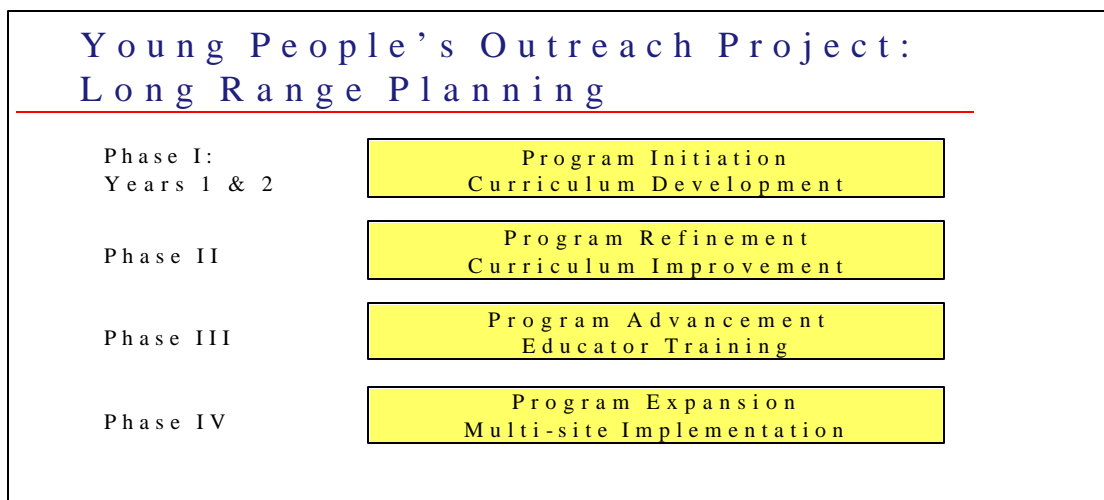 Young People’s Outreach Project:
Long Range Planning
Phase I:
Years 1 & 2
Program Initiation
Curriculum Development
Phase II
Program Refinement
Curriculum Improvement
Phase III
Program Advancement
Educator Training
Phase IV
Program Expansion
Multi-site Implementation